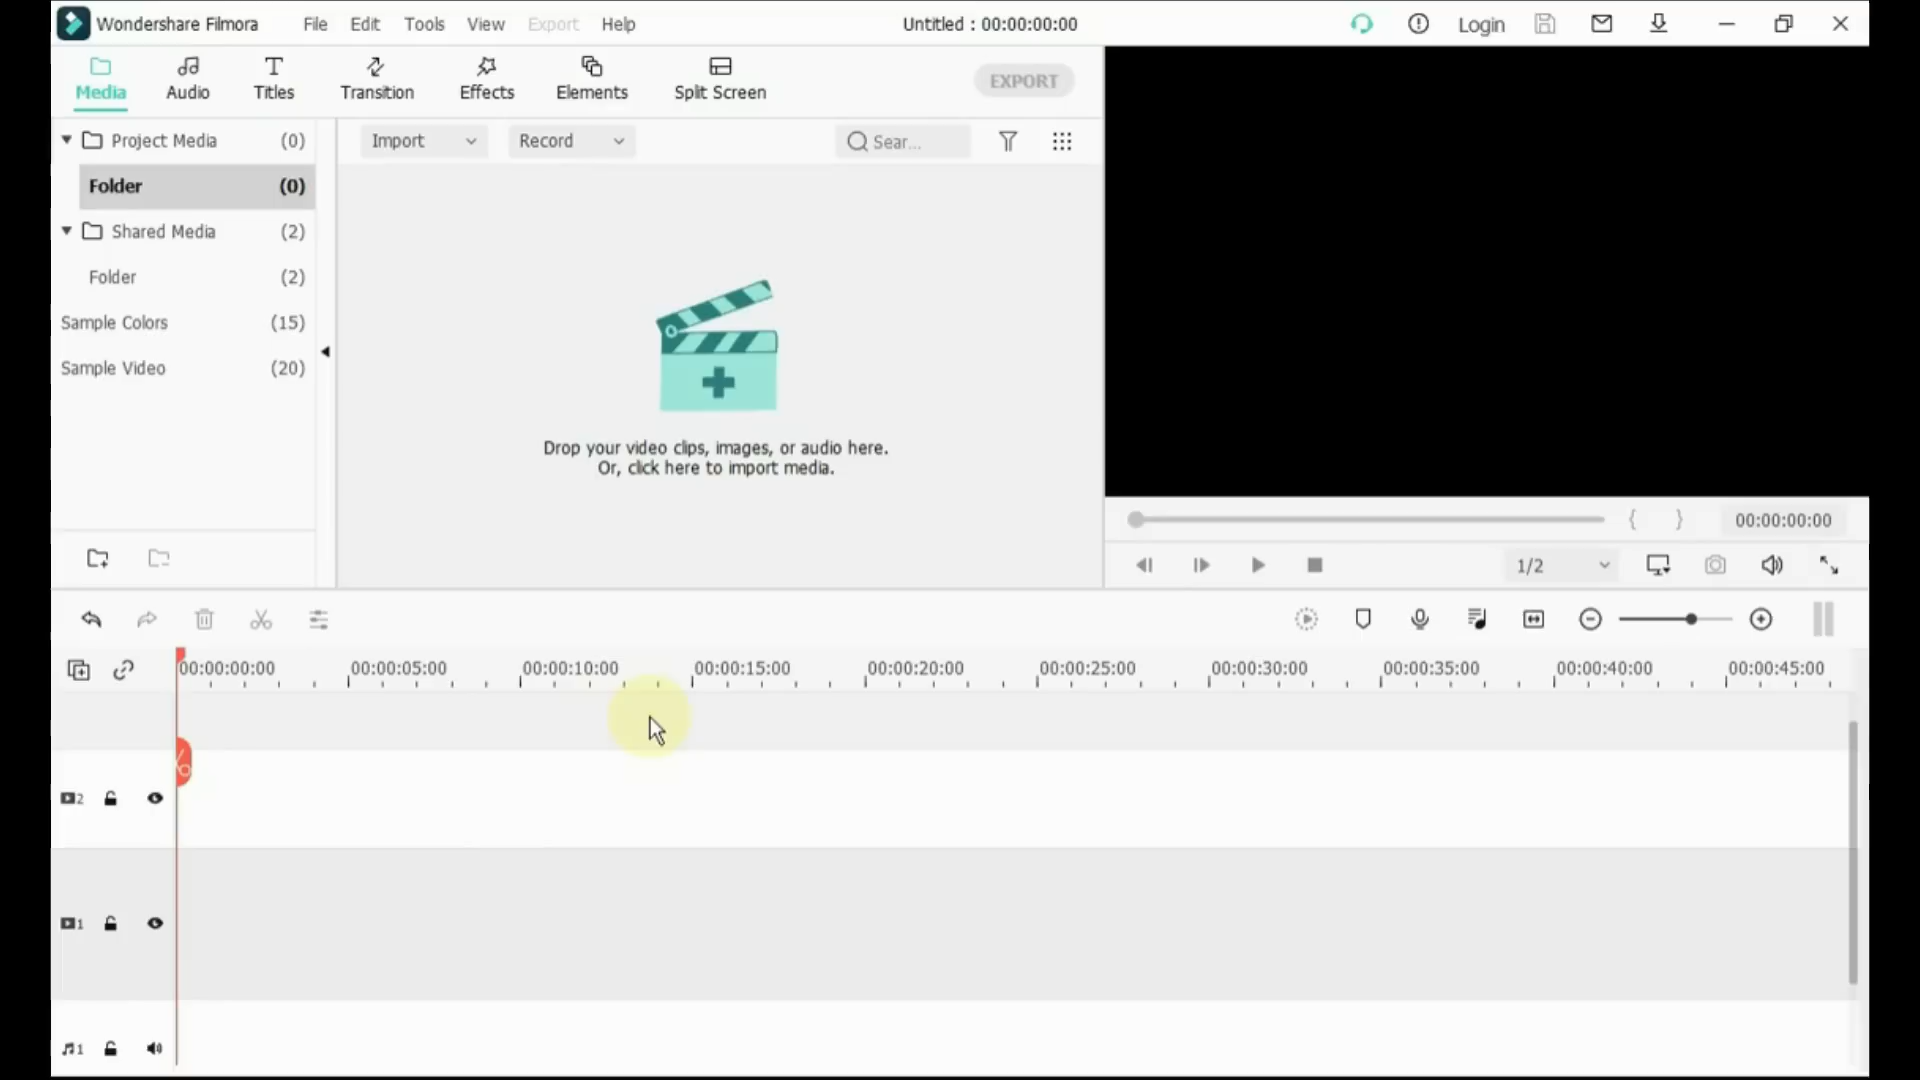 Wondershare Filmora File Edit Tools View Export Help Untitled : 00:00:00:00 Login
Media Audio Titles Transition Effects Elements Split Screen EXPORT
Project Media (0)
Folder (0)
Shared Media (2)
Folder (2)
Sample Colors (15)
Sample Video (20)
Import Record Sear...
Drop your video clips, images, or audio here.
Or, click here to import media.
{ } 00:00:00:00
1/2
00:00:00:00 00:00:05:00 00:00:10:00 00:00:15:00 00:00:20:00 00:00:25:00 00:00:30:00 00:00:35:00 00:00:40:00 00:00:45:00
2
1
1